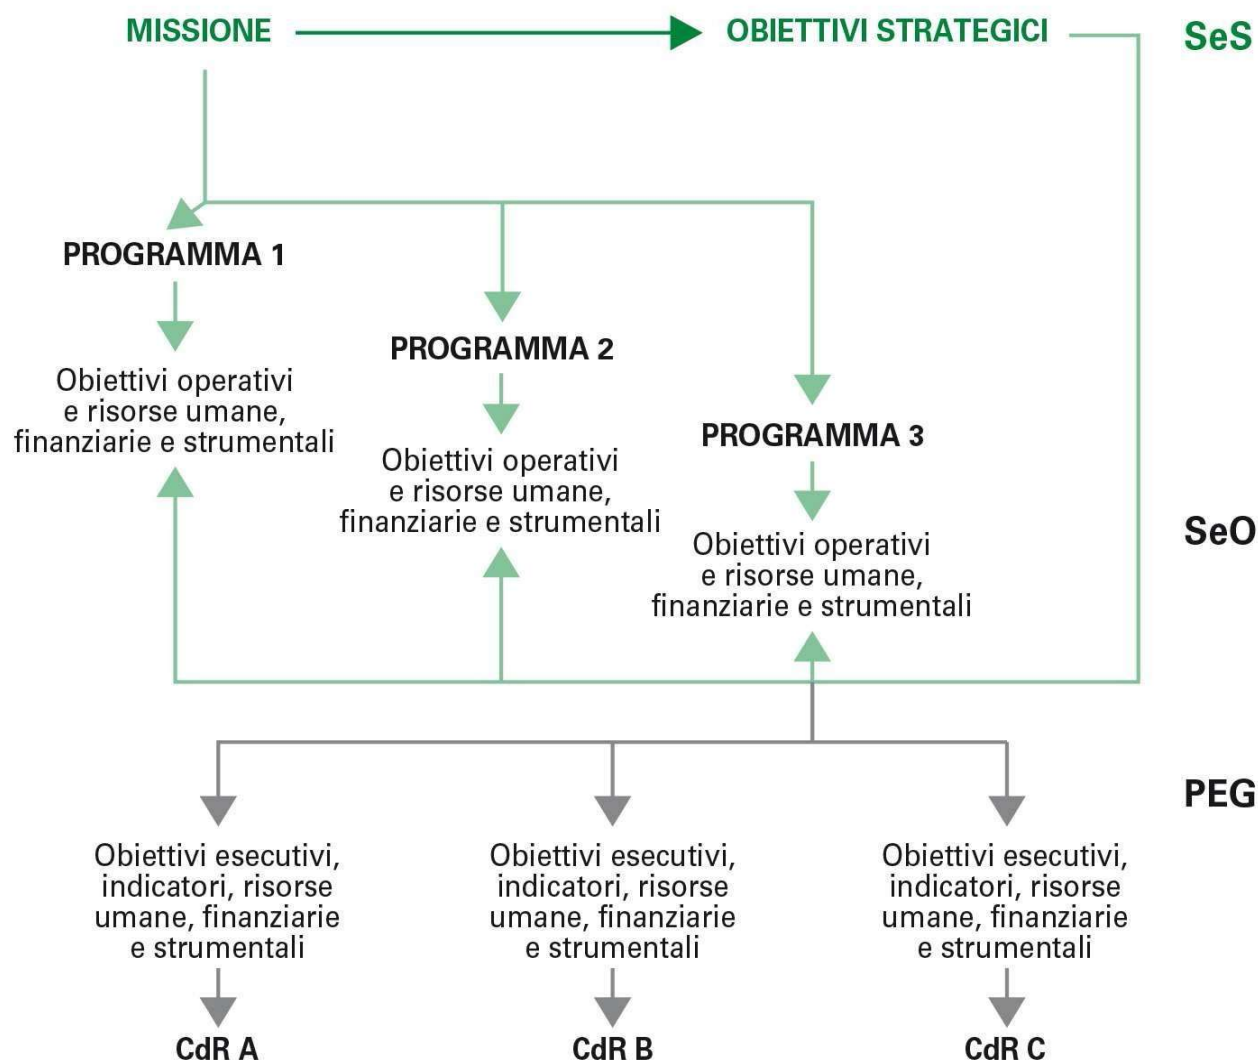 MISSIONE
OBIETTIVI STRATEGICI
SeS
PROGRAMMA 1
Obiettivi operativi
e risorse umane,
finanziarie e strumentali
PROGRAMMA 2
Obiettivi operativi
e risorse umane,
finanziarie e strumentali
PROGRAMMA 3
Obiettivi operativi
e risorse umane,
finanziarie e strumentali
SeO
PEG
Obiettivi esecutivi,
indicatori, risorse
umane, finanziarie
e strumentali
CdR A
Obiettivi esecutivi,
indicatori, risorse
umane, finanziarie
e strumentali
CdR B
Obiettivi esecutivi,
indicatori, risorse
umane, finanziarie
e strumentali
CdR C